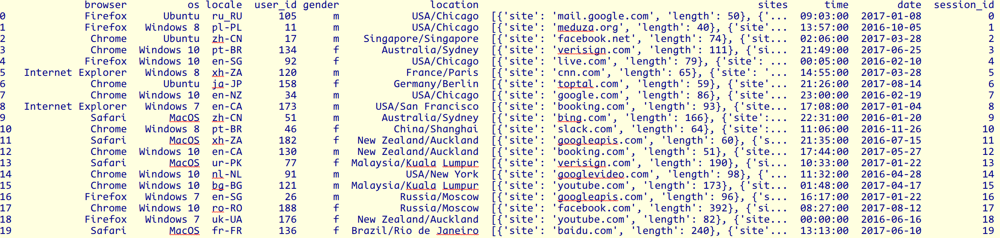 browser os locale user_id gender location sites time date session_id
0 Firefox Ubuntu ru_RU 105 m USA/Chicago [{'site': 'mail.google.com', 'length': 50}, {'... 09:03:00 2017-01-08 0
1 Firefox Windows 8 pl-PL 11 m USA/Chicago [{'site': 'meduza.org', 'length': 40}, {'site'... 13:57:00 2016-10-05 1
2 Chrome Ubuntu zh-CN 17 m Singapore/Singapore [{'site': 'facebook.net', 'length': 74}, {'sit... 02:06:00 2017-03-28 2
3 Chrome Windows 10 pt-BR 134 f Australia/Sydney [{'site': 'verisign.com', 'length': 111}, {'si... 21:49:00 2017-06-25 3
4 Firefox Windows 10 en-SG 92 f USA/Chicago [{'site': 'live.com', 'length': 79}, {'site': ... 00:05:00 2016-02-10 4
5 Internet Explorer Windows 8 xh-ZA 120 m France/Paris [{'site': 'cnn.com', 'length': 65}, {'site': '... 14:55:00 2017-03-28 5
6 Chrome Ubuntu ja-JP 158 f Germany/Berlin [{'site': 'toptal.com', 'length': 59}, {'site'... 21:26:00 2017-08-14 6
7 Chrome Windows 10 en-NZ 34 m USA/Chicago [{'site': 'google.com', 'length': 86}, {'site'... 23:00:00 2016-02-19 7
8 Internet Explorer Windows 7 en-CA 173 m USA/San Francisco [{'site': 'booking.com', 'length': 93}, {'site... 17:08:00 2017-01-04 8
9 Safari MacOS zh-CN 51 m Australia/Sydney [{'site': 'bing.com', 'length': 166}, {'site':... 22:31:00 2016-01-20 9
10 Chrome Windows 8 pt-BR 46 f China/Shanghai [{'site': 'slack.com', 'length': 64}, {'site':... 11:06:00 2016-11-26 10
11 Safari MacOS xh-ZA 182 f New Zealand/Auckland [{'site': 'googleapis.com', 'length': 60}, {'s... 21:35:00 2016-07-15 11
12 Chrome Windows 10 en-CA 130 m New Zealand/Auckland [{'site': 'booking.com', 'length': 51}, {'site... 17:44:00 2017-05-27 12
13 Safari MacOS ur-PK 77 f Malaysia/Kuala Lumpur [{'site': 'verisign.com', 'length': 190}, {'si... 10:33:00 2017-01-22 13
14 Chrome Windows 10 nl-NL 91 m USA/New York [{'site': 'googlevideo.com', 'length': 98}, {'... 11:32:00 2016-04-28 14
15 Chrome Windows 10 bg-BG 121 m Malaysia/Kuala Lumpur [{'site': 'youtube.com', 'length': 173}, {'sit... 01:48:00 2017-04-17 15
16 Firefox Windows 7 en-SG 26 m Russia/Moscow [{'site': 'googleapis.com', 'length': 96}, {'s... 16:17:00 2017-01-22 16
17 Chrome Windows 10 ro-RO 188 f Russia/Moscow [{'site': 'facebook.com', 'length': 392}, {'si... 08:27:00 2017-08-12 17
18 Firefox Windows 7 uk-UA 176 f New Zealand/Auckland [{'site': 'youtube.com', 'length': 82}, {'site... 00:00:00 2016-06-16 18
19 Safari MacOS fr-FR 136 f Brazil/Rio de Janeiro [{'site': 'baidu.com', 'length': 240}, {'site'... 13:13:00 2017-06-10 19